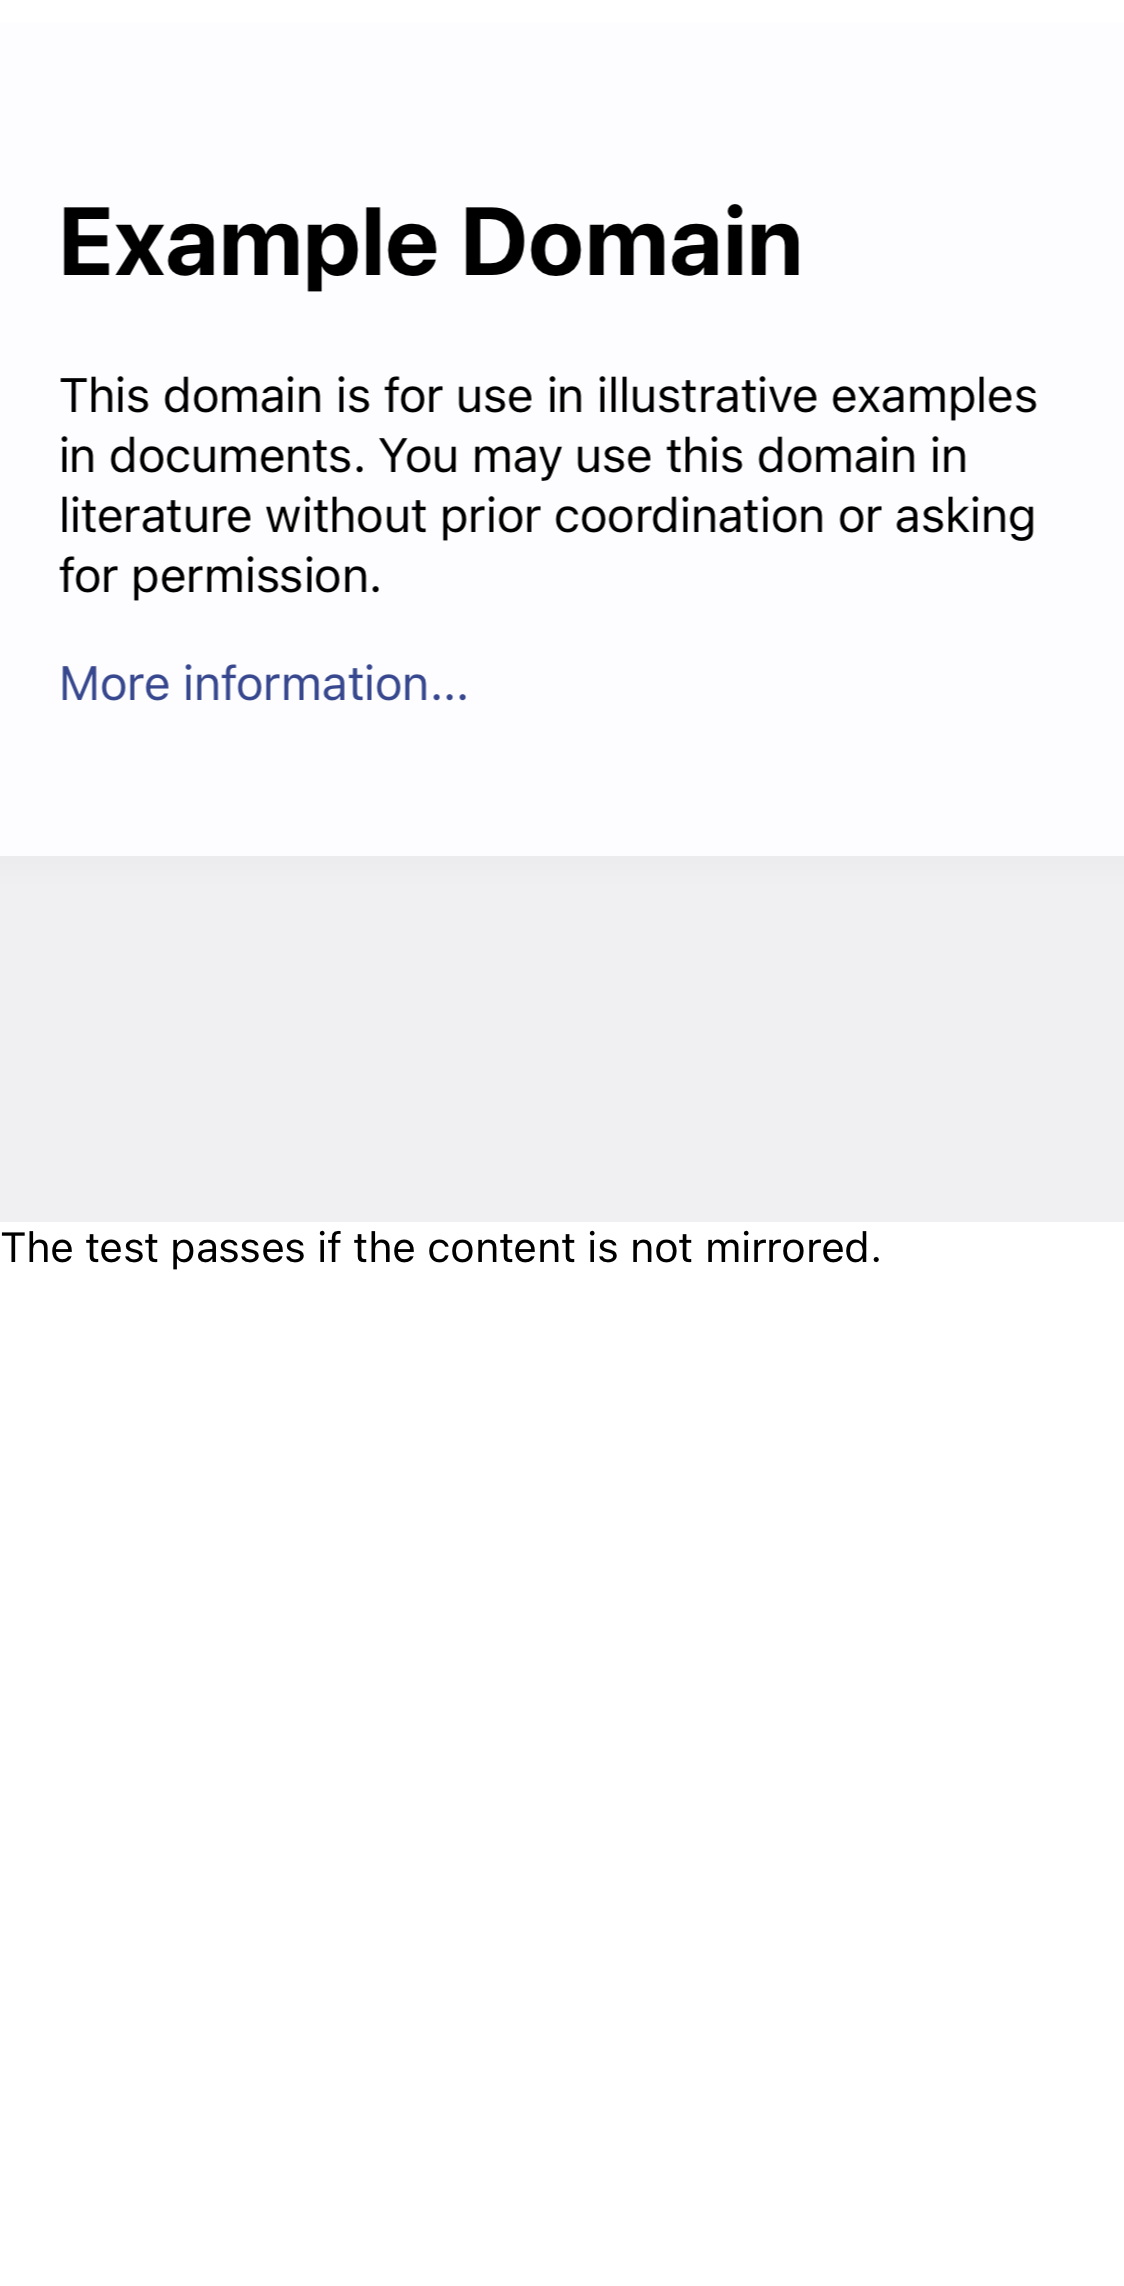 Example Domain
This domain is for use in illustrative examples
in documents. You may use this domain in
literature without prior coordination or asking
for permission.
More information...
The test passes if the content is not mirrored.